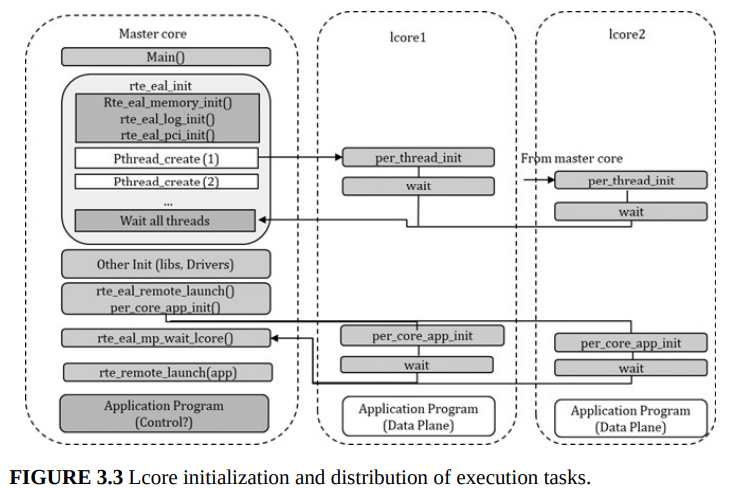 Master core
Main()
rte_eal_init
Rte_eal_memory_init()
rte_eal_log_init()
rte_eal_pci_init()
Pthread_create (1)
Pthread_create (2)
...
Wait all threads
Other Init (libs, Drivers)
rte_eal_remote_launch()
per_core_app_init()
rte_eal_mp_wait_lcore()
rte_remote_launch(app)
Application Program
(Control?)
lcore1
per_thread_init
wait
per_core_app_init
wait
Application Program
(Data Plane)
lcore2
From master core
per_thread_init
wait
per_core_app_init
wait
Application Program
(Data Plane)
FIGURE 3.3 Lcore initialization and distribution of execution tasks.